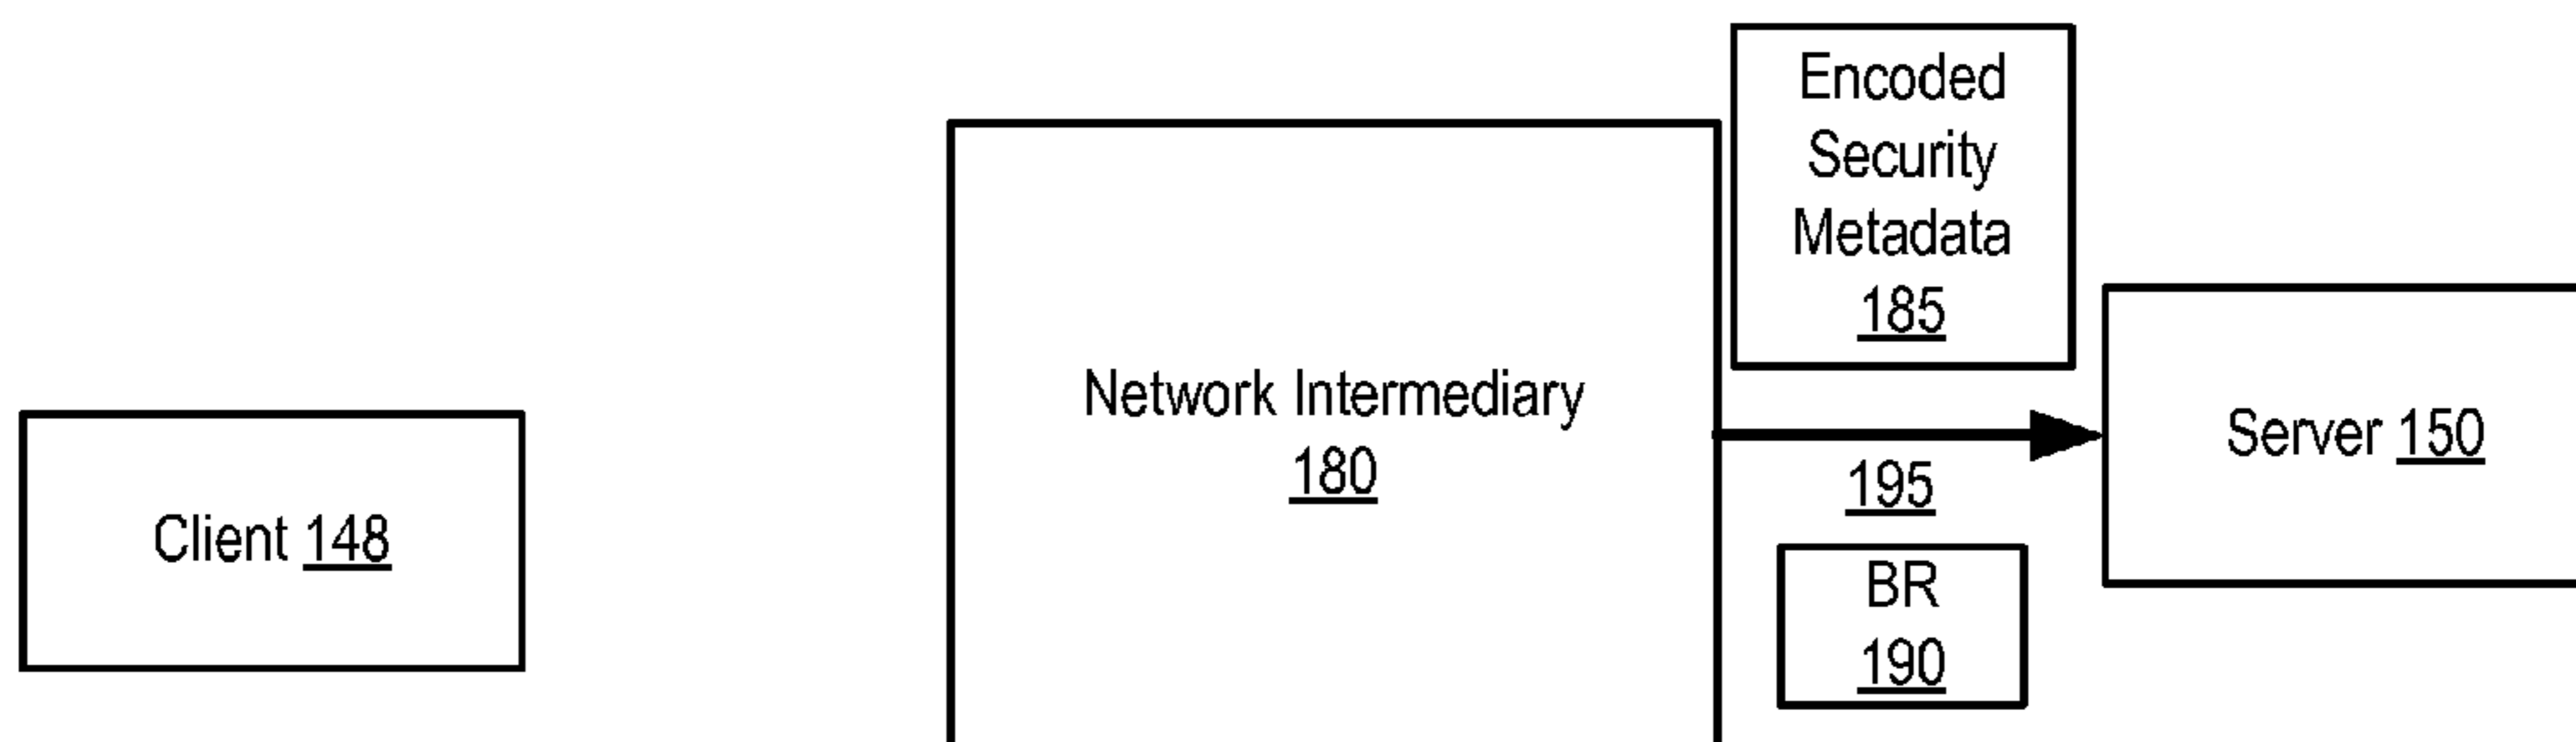 Encoded
Security
Metadata
185
Network Intermediary
180
Server 150
195
Client 148
BR
190